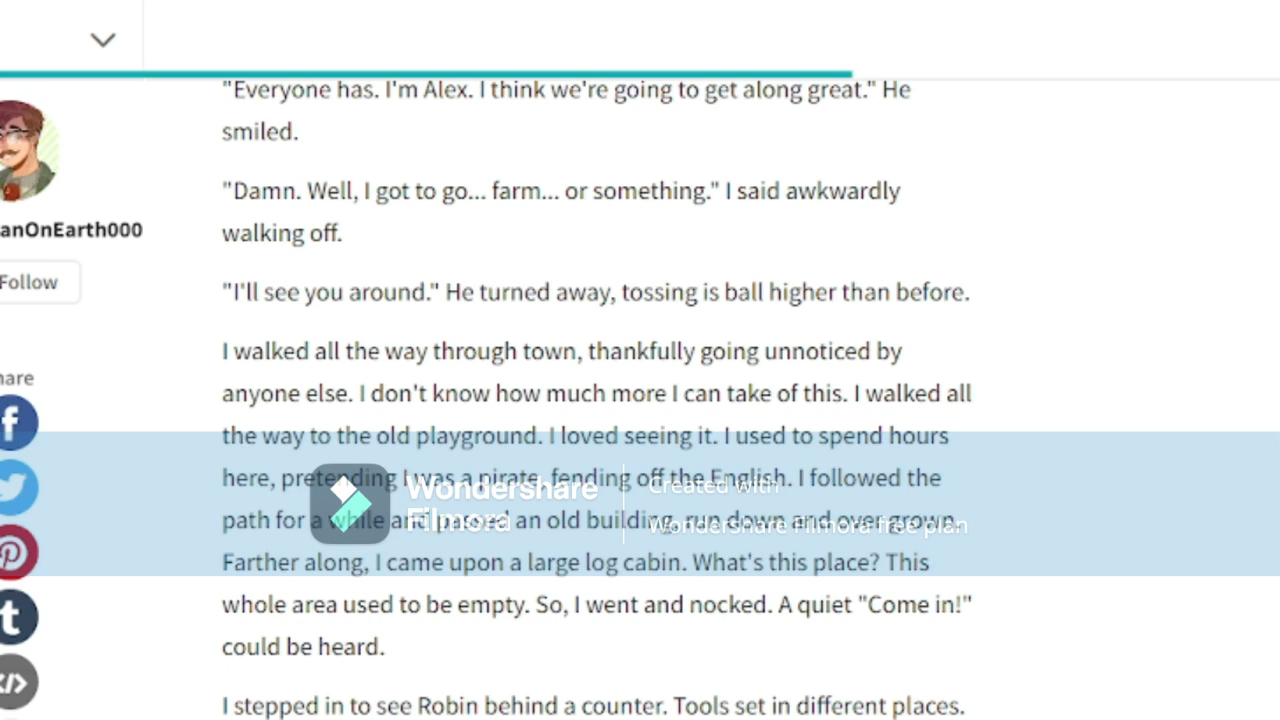 "Everyone has. I'm Alex. I think we're going to get along great." He
smiled.
"Damn. Well, I got to go... farm... or something." I said awkwardly
walking off.
anOnEarth000
Follow
"I'll see you around." He turned away, tossing is ball higher than before.
I walked all the way through town, thankfully going unnoticed by
anyone else. I don't know how much more I can take of this. I walked all
the way to the old playground. I loved seeing it. I used to spend hours
here, pretending I was a pirate, fending off the English. I followed the
path for a while and passed an old building, run down and overgrown.
Farther along, I came upon a large log cabin. What's this place? This
whole area used to be empty. So, I went and nocked. A quiet "Come in!"
could be heard.
I stepped in to see Robin behind a counter. Tools set in different places.
hare
f
t
</>
Wondershare
Filmora
Created with
Wondershare Filmora free plan